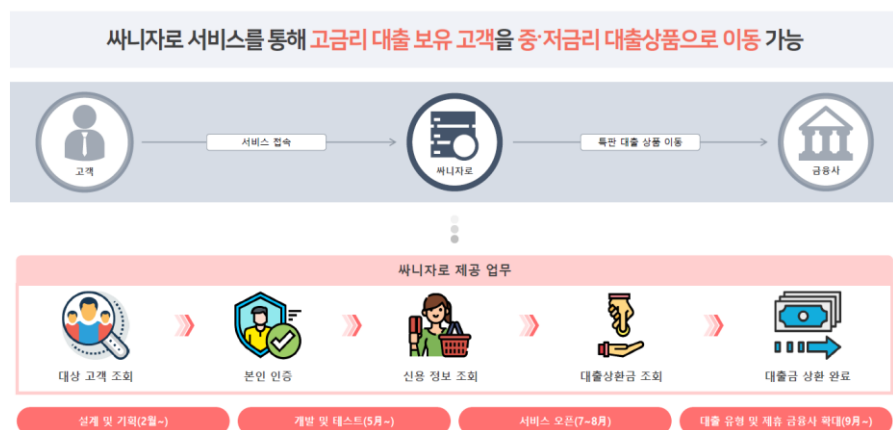 싸니자로 서비스를 통해 고금리 대출 보유 고객을 중·저금리 대출상품으로 이동 가능
고객
서비스 접속
싸니자로
특판 대출 상품 이동
금융사
싸니자로 제공 업무
대상 고객 조회
본인 인증
신용 정보 조회
대출상환금 조회
대출금 상환 완료
설계 및 기획(2월~)
개발 및 테스트(5月~)
서비스 오픈(7~8月)
대출 유형 및 제휴 금융사 확대(9月~)